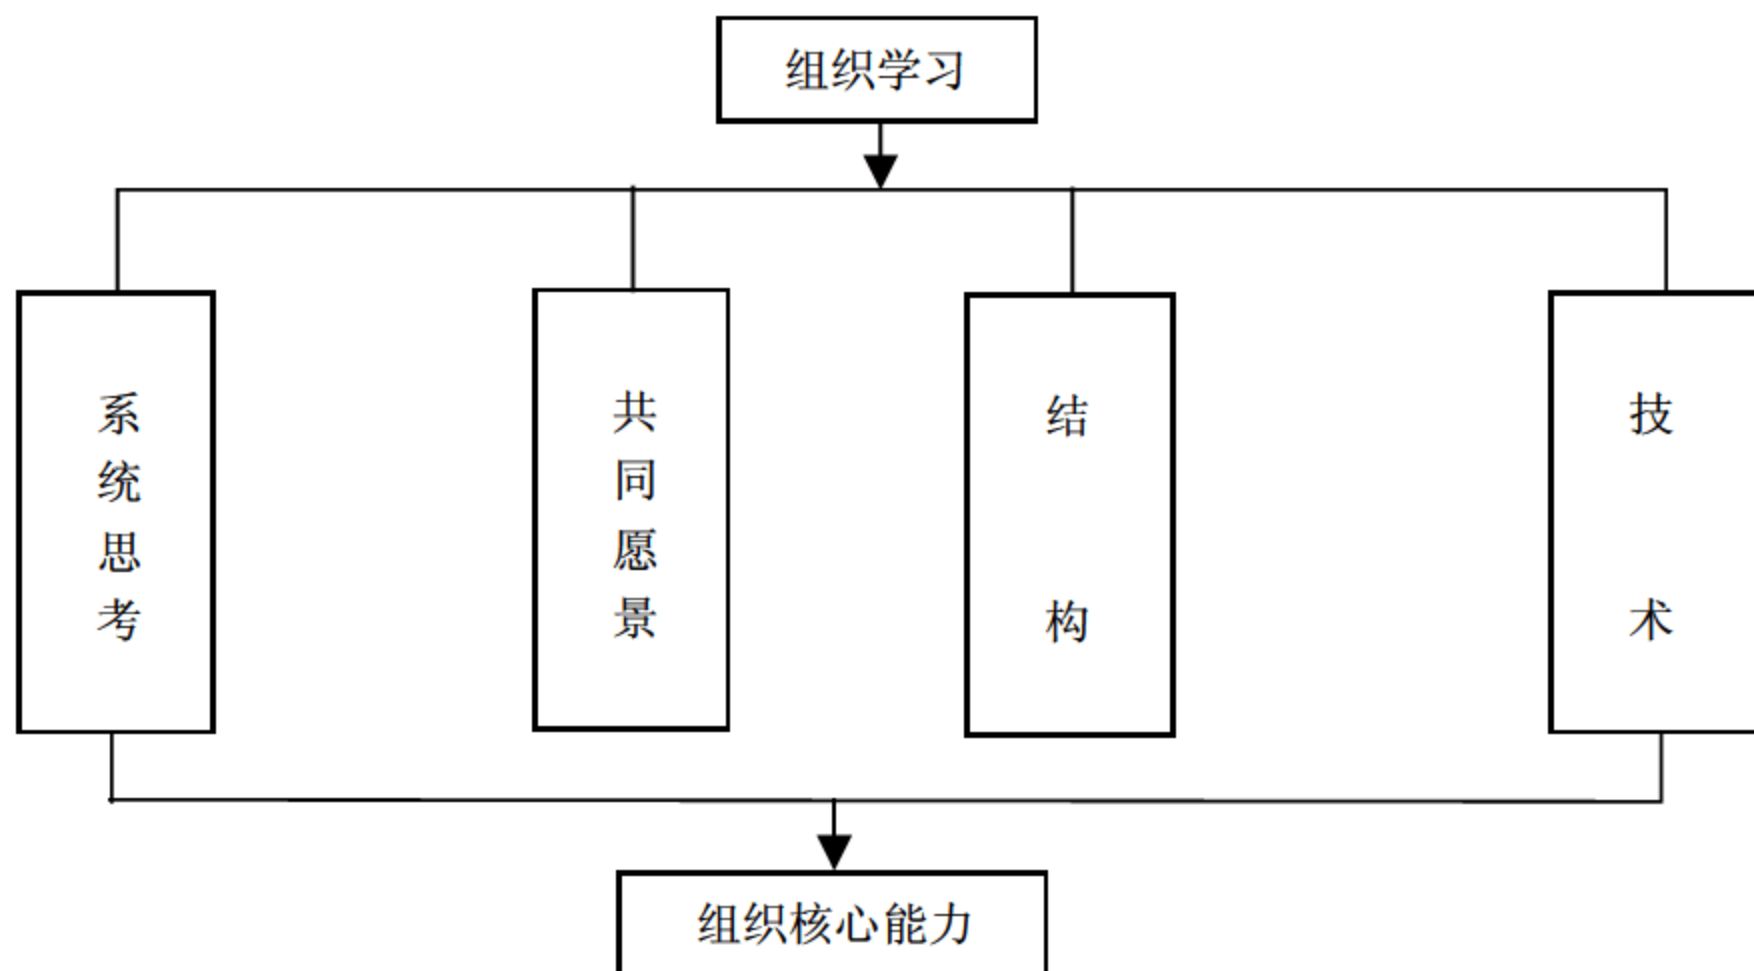 组织学习
系统思考
共同愿景
结构
技术
组织核心能力